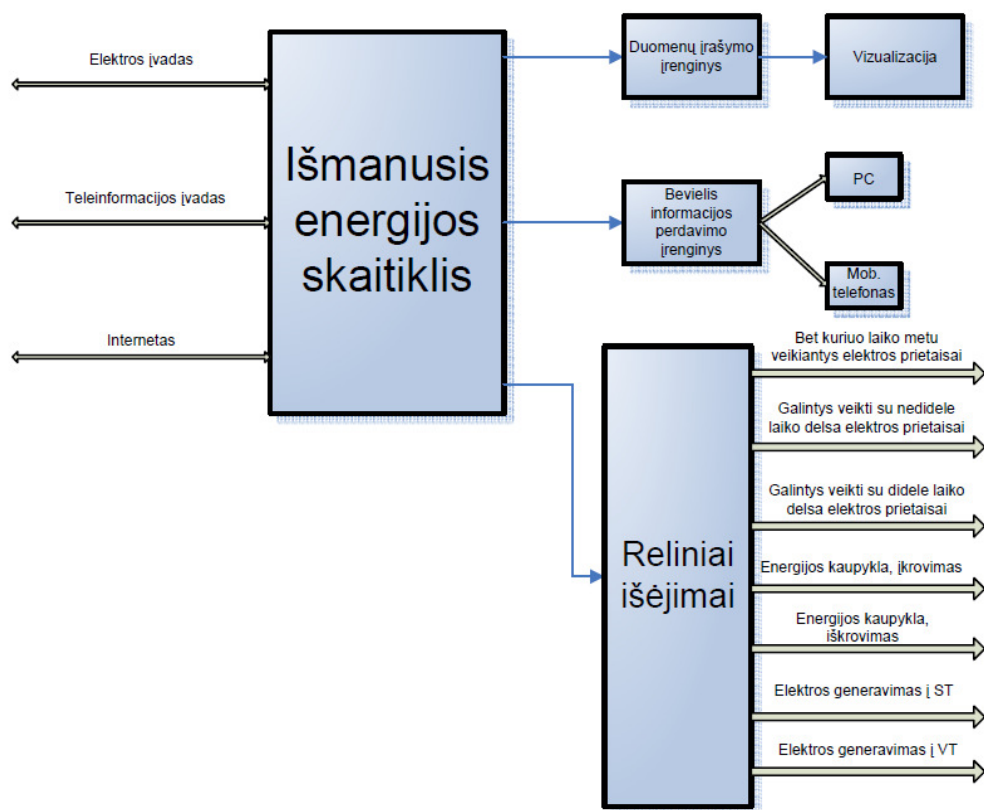 Elektros įvadas
Teleinformacijos įvadas
Internetas
Išmanusis
energijos
skaitiklis
Duomenų įrašymo
įrenginys
Vizualizacija
Bevielis
informacijos
perdavimo
įrenginys
PC
Mob.
telefonas
Reliniai
išėjimai
Bet kuriuo laiko metu
veikiantys elektros prietaisai
Galintys veikti su nedidele
laiko delsa elektros prietaisai
Galintys veikti su didele laiko
delsa elektros prietaisai
Energijos kaupykla, įkrovimas
Energijos kaupykla,
iškrovimas
Elektros generavimas į ST
Elektros generavimas į VT